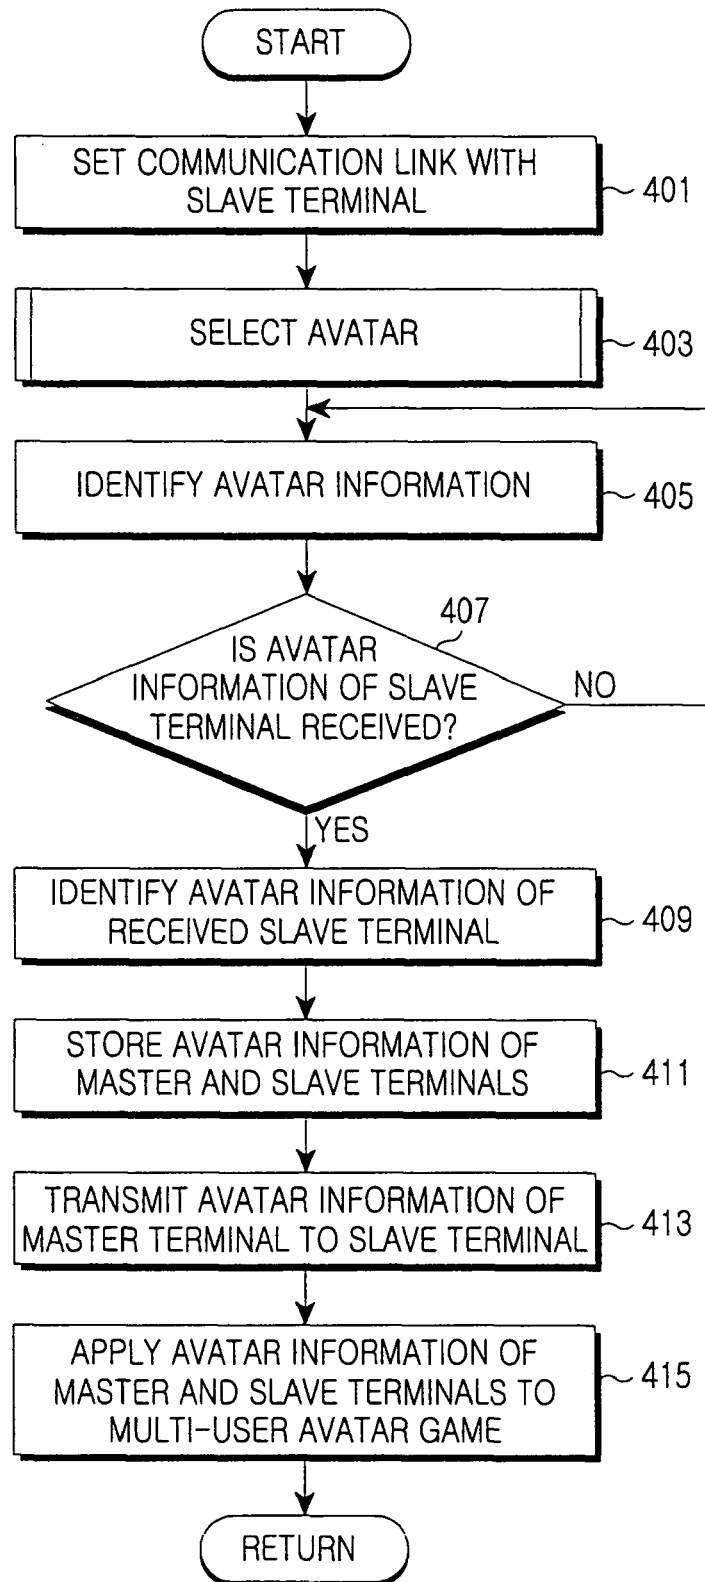 START
SET COMMUNICATION LINK WITH
SLAVE TERMINAL
401
SELECT AVATAR
403
IDENTIFY AVATAR INFORMATION
405
407
IS AVATAR
INFORMATION OF SLAVE
TERMINAL RECEIVED?
NO
YES
IDENTIFY AVATAR INFORMATION OF
RECEIVED SLAVE TERMINAL
409
STORE AVATAR INFORMATION OF
MASTER AND SLAVE TERMINALS
411
TRANSMIT AVATAR INFORMATION OF
MASTER TERMINAL TO SLAVE TERMINAL
413
APPLY AVATAR INFORMATION OF
MASTER AND SLAVE TERMINALS TO
MULTI-USER AVATAR GAME
415
RETURN